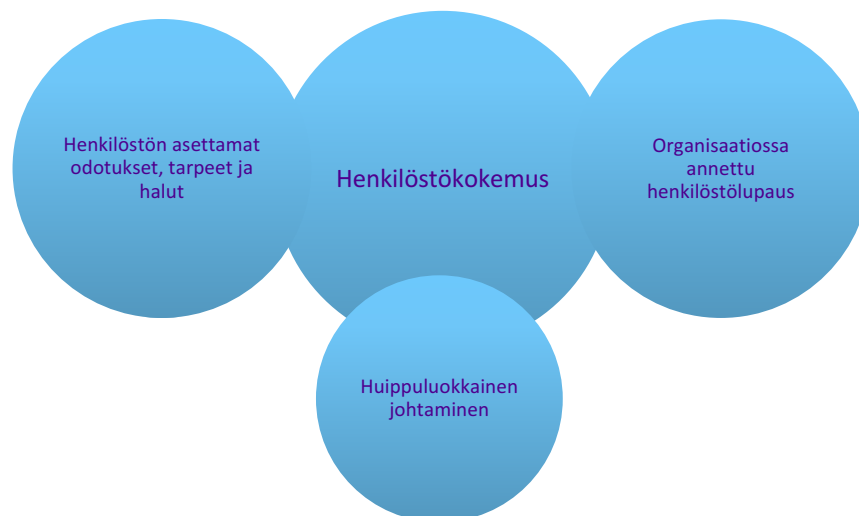 Henkilöstön asettamat
odotukset, tarpeet ja
halut
Henkilöstökokemus
Organisaatiossa
annettu
henkilöstölupaus
Huippuluokkainen
johtaminen